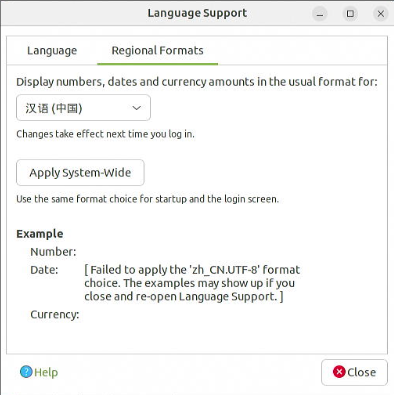 Language Support
Language
Regional Formats
Display numbers, dates and currency amounts in the usual format for:
汉语 (中国)
Changes take effect next time you log in.
Apply System-Wide
Use the same format choice for startup and the login screen.
Example
Number:
Date: [ Failed to apply the 'zh_CN.UTF-8' format
choice. The examples may show up if you
close and re-open Language Support. ]
Currency:
Help
Close